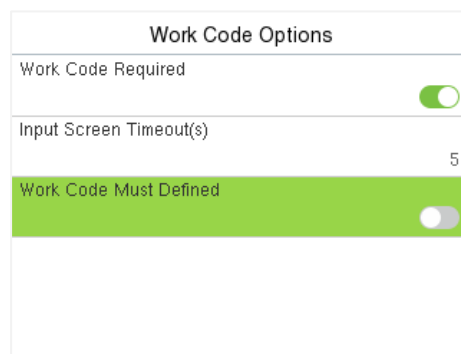 Work Code Options
Work Code Required
Input Screen Timeout(s)
5
Work Code Must Defined